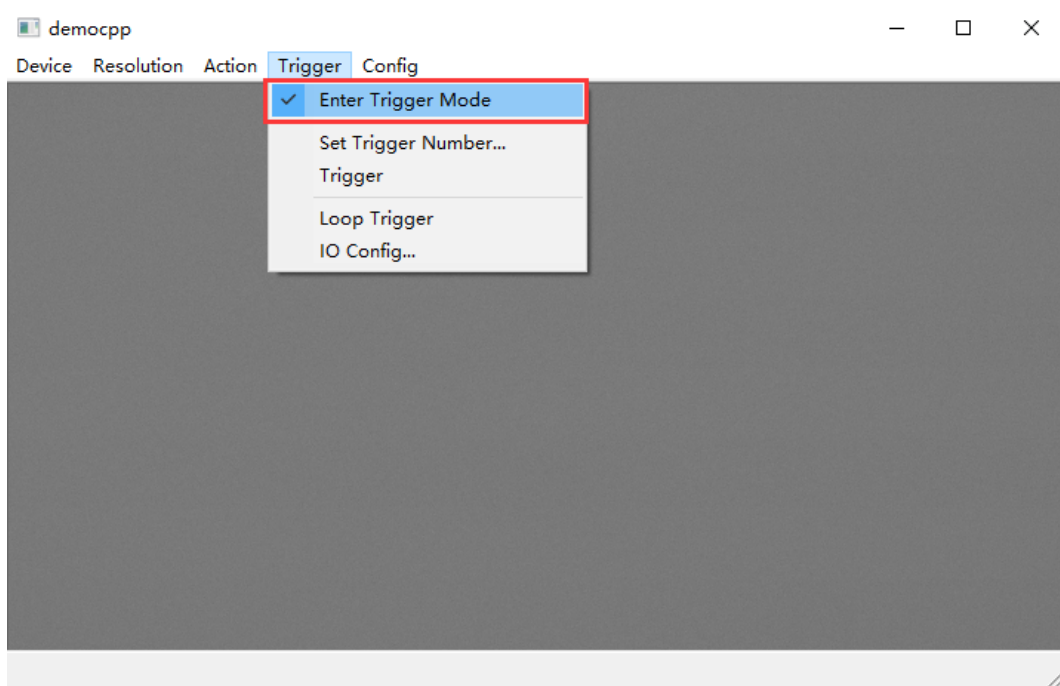 democpp
Device Resolution Action Trigger Config
Enter Trigger Mode
Set Trigger Number...
Trigger
Loop Trigger
IO Config...